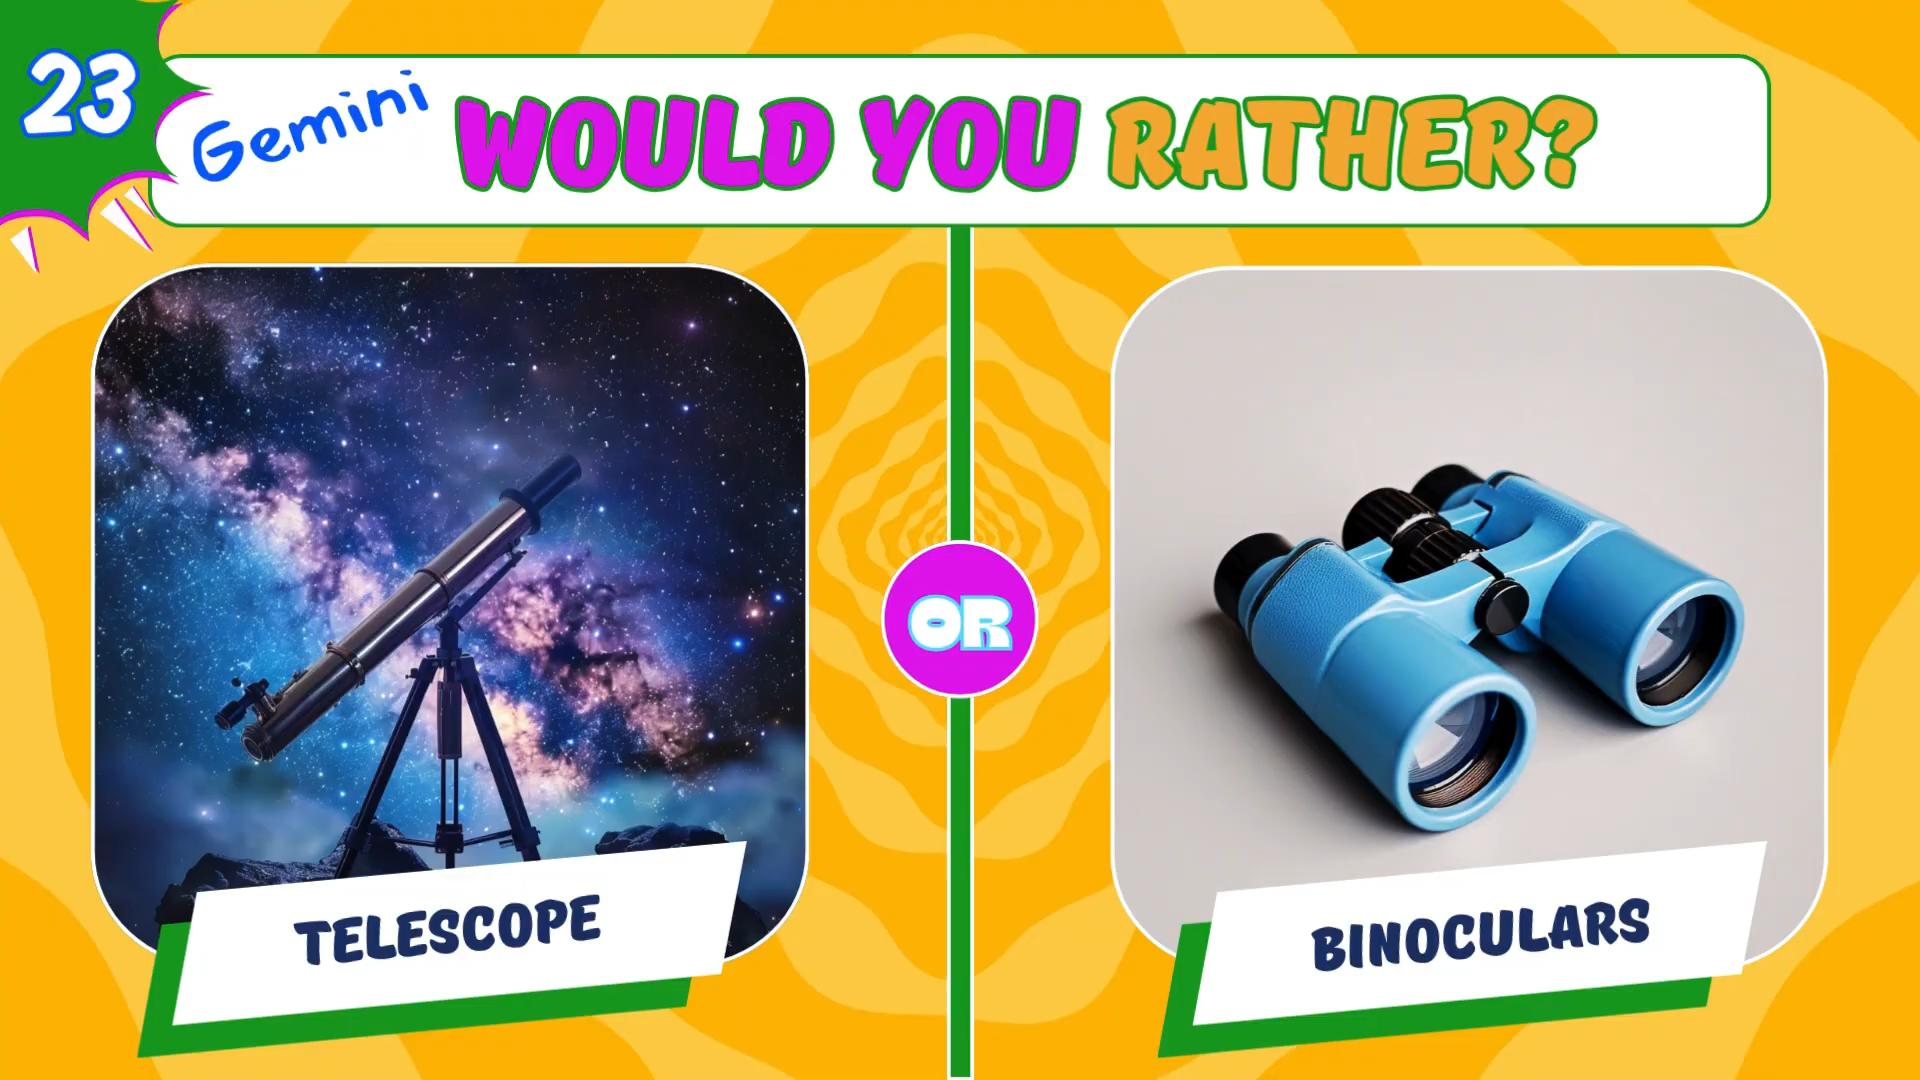 23
Gemini
WOULD YOU RATHER?
OR
TELESCOPE
BINOCULARS